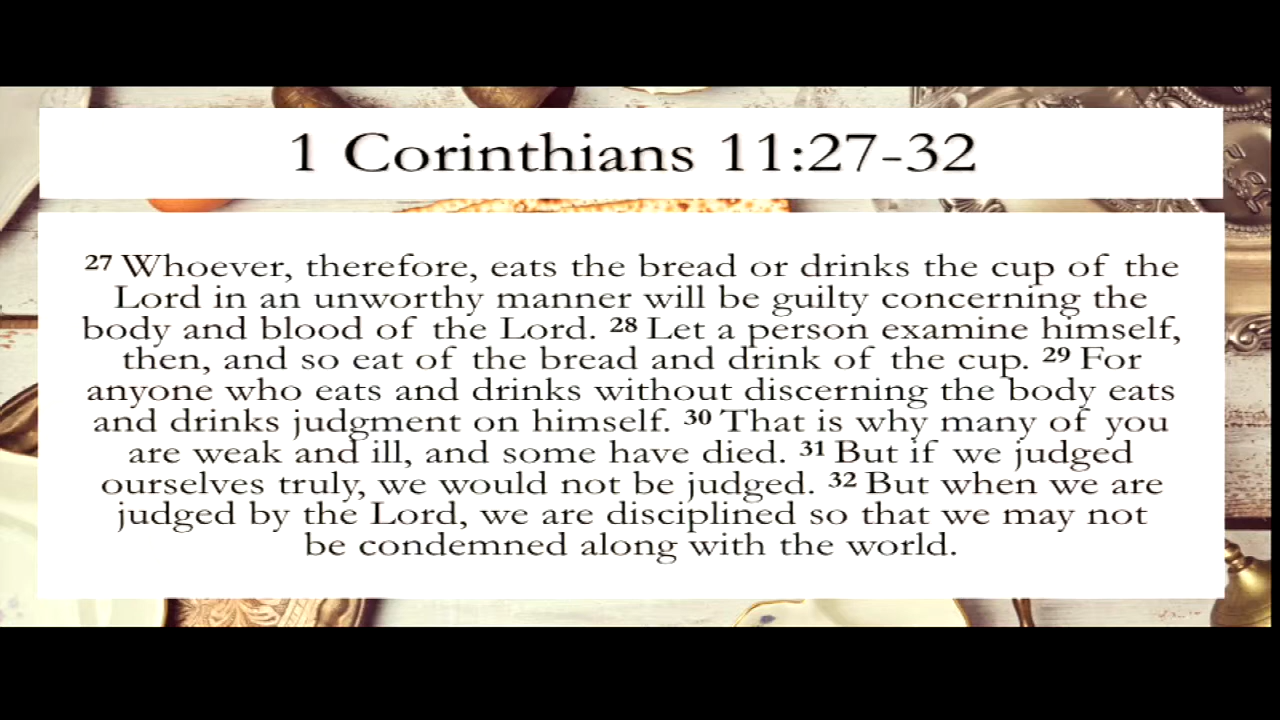 1 Corinthians 11:27-32
27 Whoever, therefore, eats the bread or drinks the cup of the
Lord in an unworthy manner will be guilty concerning the
body and blood of the Lord. 28 Let a person examine himself,
then, and so eat of the bread and drink of the cup. 29 For
anyone who eats and drinks without discerning the body eats
and drinks judgment on himself. 30 That is why many of you
are weak and ill, and some have died. 31 But if we judged
ourselves truly, we would not be judged. 32 But when we are
judged by the Lord, we are disciplined so that we may not
be condemned along with the world.